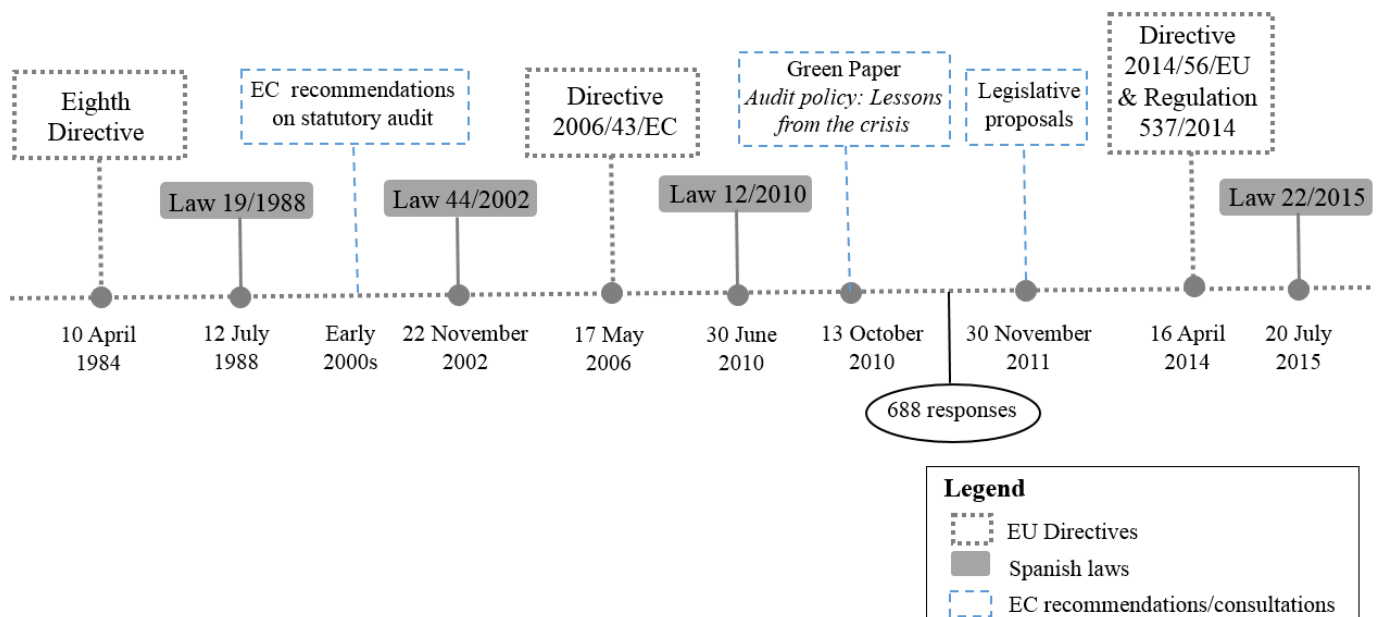 Eighth
Directive
EC recommendations
on statutory audit
Directive
2006/43/EC
Green Paper
Audit policy: Lessons
from the crisis
Legislative
proposals
Directive
2014/56/EU
& Regulation
537/2014
Law 19/1988
Law 44/2002
Law 12/2010
Law 22/2015
10 April
1984
12 July
1988
Early
2000s
22 November
2002
17 May
2006
30 June
2010
13 October
2010
30 November
2011
16 April
2014
20 July
2015
688 responses
Legend
EU Directives
Spanish laws
EC recommendations/consultations